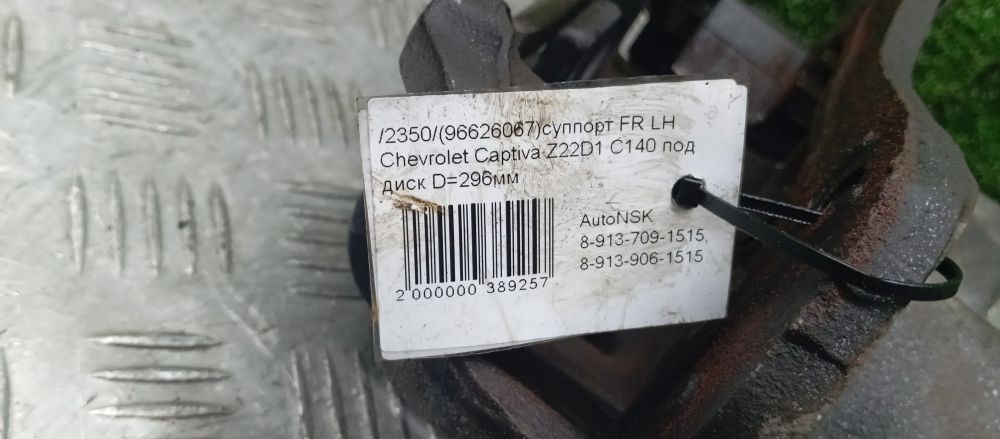 /2350/(96626067)суппорт FR LH
Chevrolet Captiva Z22D1 C140 под
диск D=296мм
AutoNSK
8-913-709-1515,
8-913-906-1515
2 000000 389257